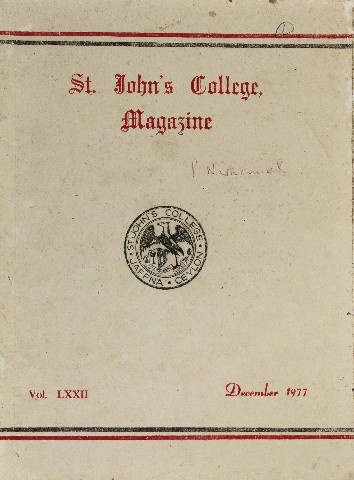 St. John's College,
Magazine
ST. JOHN'S COLLEGE
JAFFNA · CEYLON
Vol. LXXII
December 1977